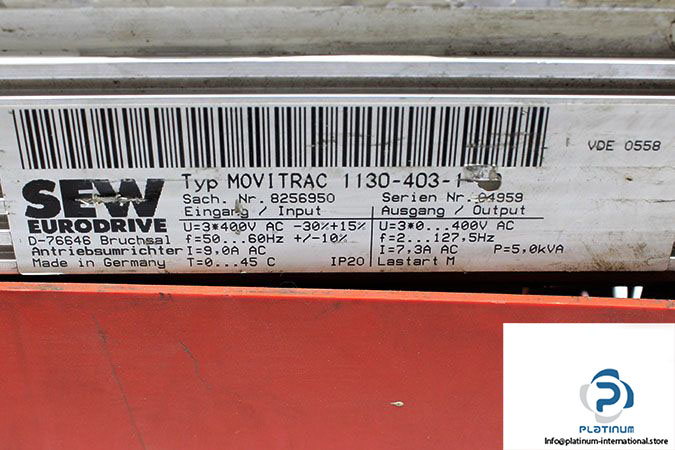 VDE 0558
SEW
EURODRIVE
D-76646 Bruchsal
Antriebsumrichter
Made in Germany
Typ MOVITRAC 1130-403-1
Sach. Nr. 8256950
Serien Nr. 04959
Eingang / Input
Ausgang / Output
U=3*400V AC -30%+15%
U=3*0...400V AC
f=50...60Hz +/-10%
f=2...127,5Hz
I=9,0A AC
I=7,3A AC P=5,0kVA
T=0...45 C IP20
Lastart M
PLATINUM
Info@platinum-international.store